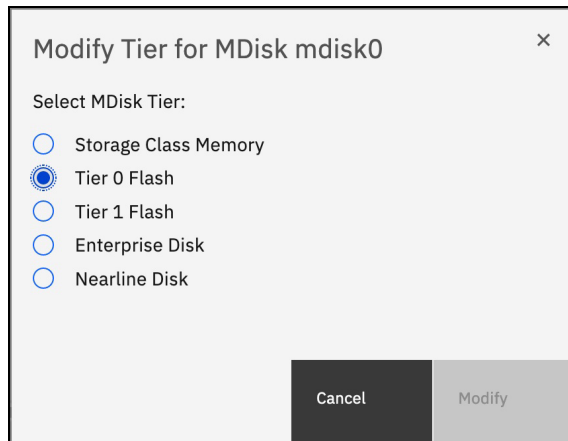 Modify Tier for MDisk mdisk0
Select MDisk Tier:
Storage Class Memory
Tier 0 Flash
Tier 1 Flash
Enterprise Disk
Nearline Disk
Cancel
Modify